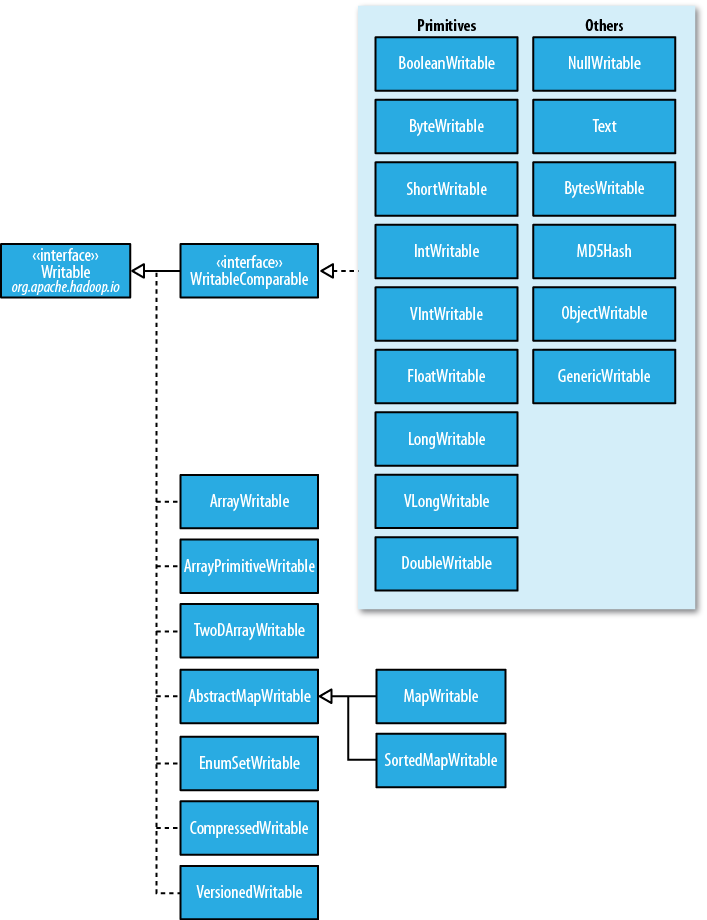 Primitives
Others
BooleanWritable
NullWritable
ByteWritable
Text
ShortWritable
BytesWritable
‹‹interface››
Writable
org.apache.hadoop.io
‹‹interface››
WritableComparable
IntWritable
MD5Hash
VIntWritable
ObjectWritable
FloatWritable
GenericWritable
LongWritable
VLongWritable
DoubleWritable
ArrayWritable
ArrayPrimitiveWritable
TwoDArrayWritable
AbstractMapWritable
MapWritable
SortedMapWritable
EnumSetWritable
CompressedWritable
VersionedWritable